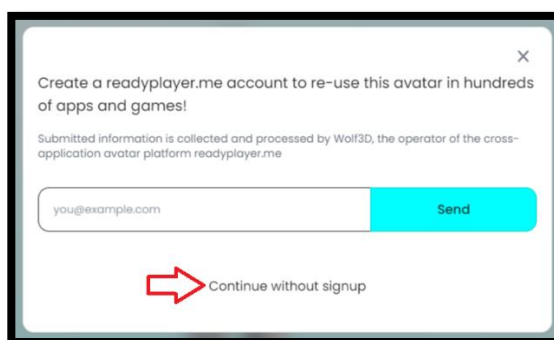 Create a readyplayer.me account to re-use this avatar in hundreds
of apps and games!
Submitted information is collected and processed by Wolf3D, the operator of the cross-
application avatar platform readyplayer.me
you@example.com
Send
Continue without signup